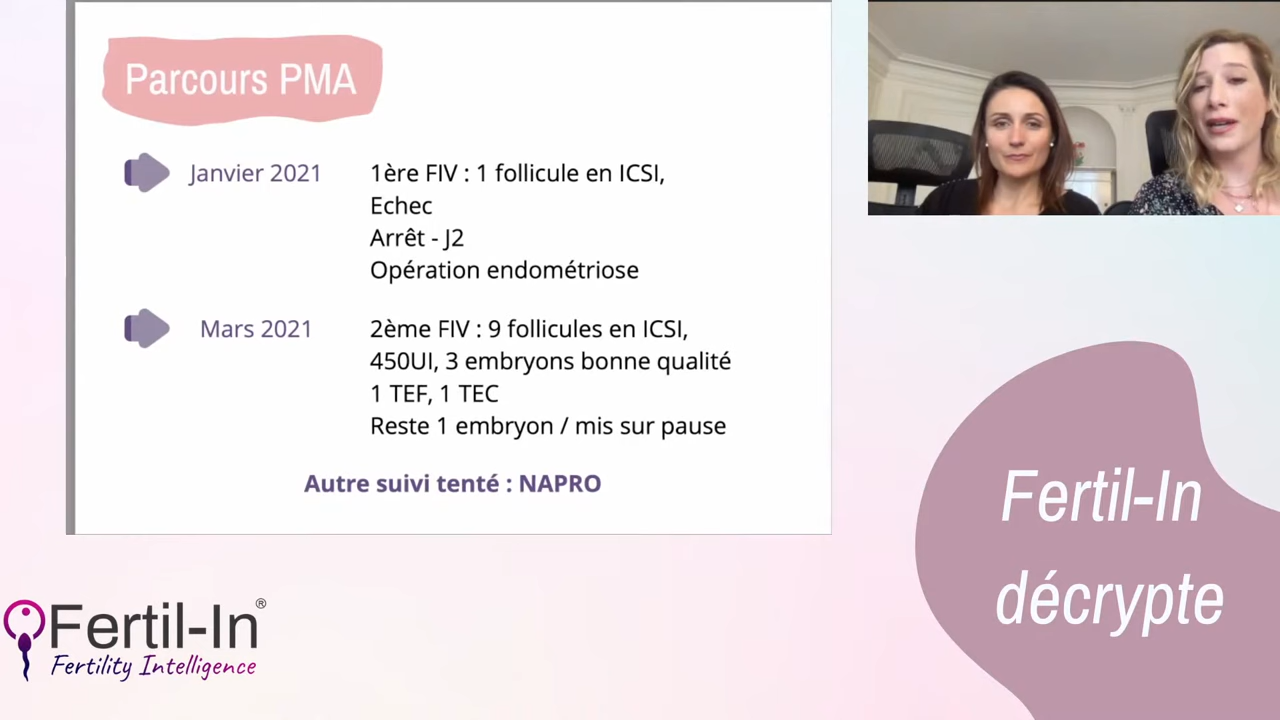 Parcours PMA
Janvier 2021
1ère FIV : 1 follicule en ICSI,
Echec
Arrêt - J2
Opération endométriose
Mars 2021
2ème FIV : 9 follicules en ICSI,
450UI, 3 embryons bonne qualité
1 TEF, 1 TEC
Reste 1 embryon / mis sur pause
Autre suivi tenté : NAPRO
Fertil-In
décrypte
Fertil-In®
Fertility Intelligence